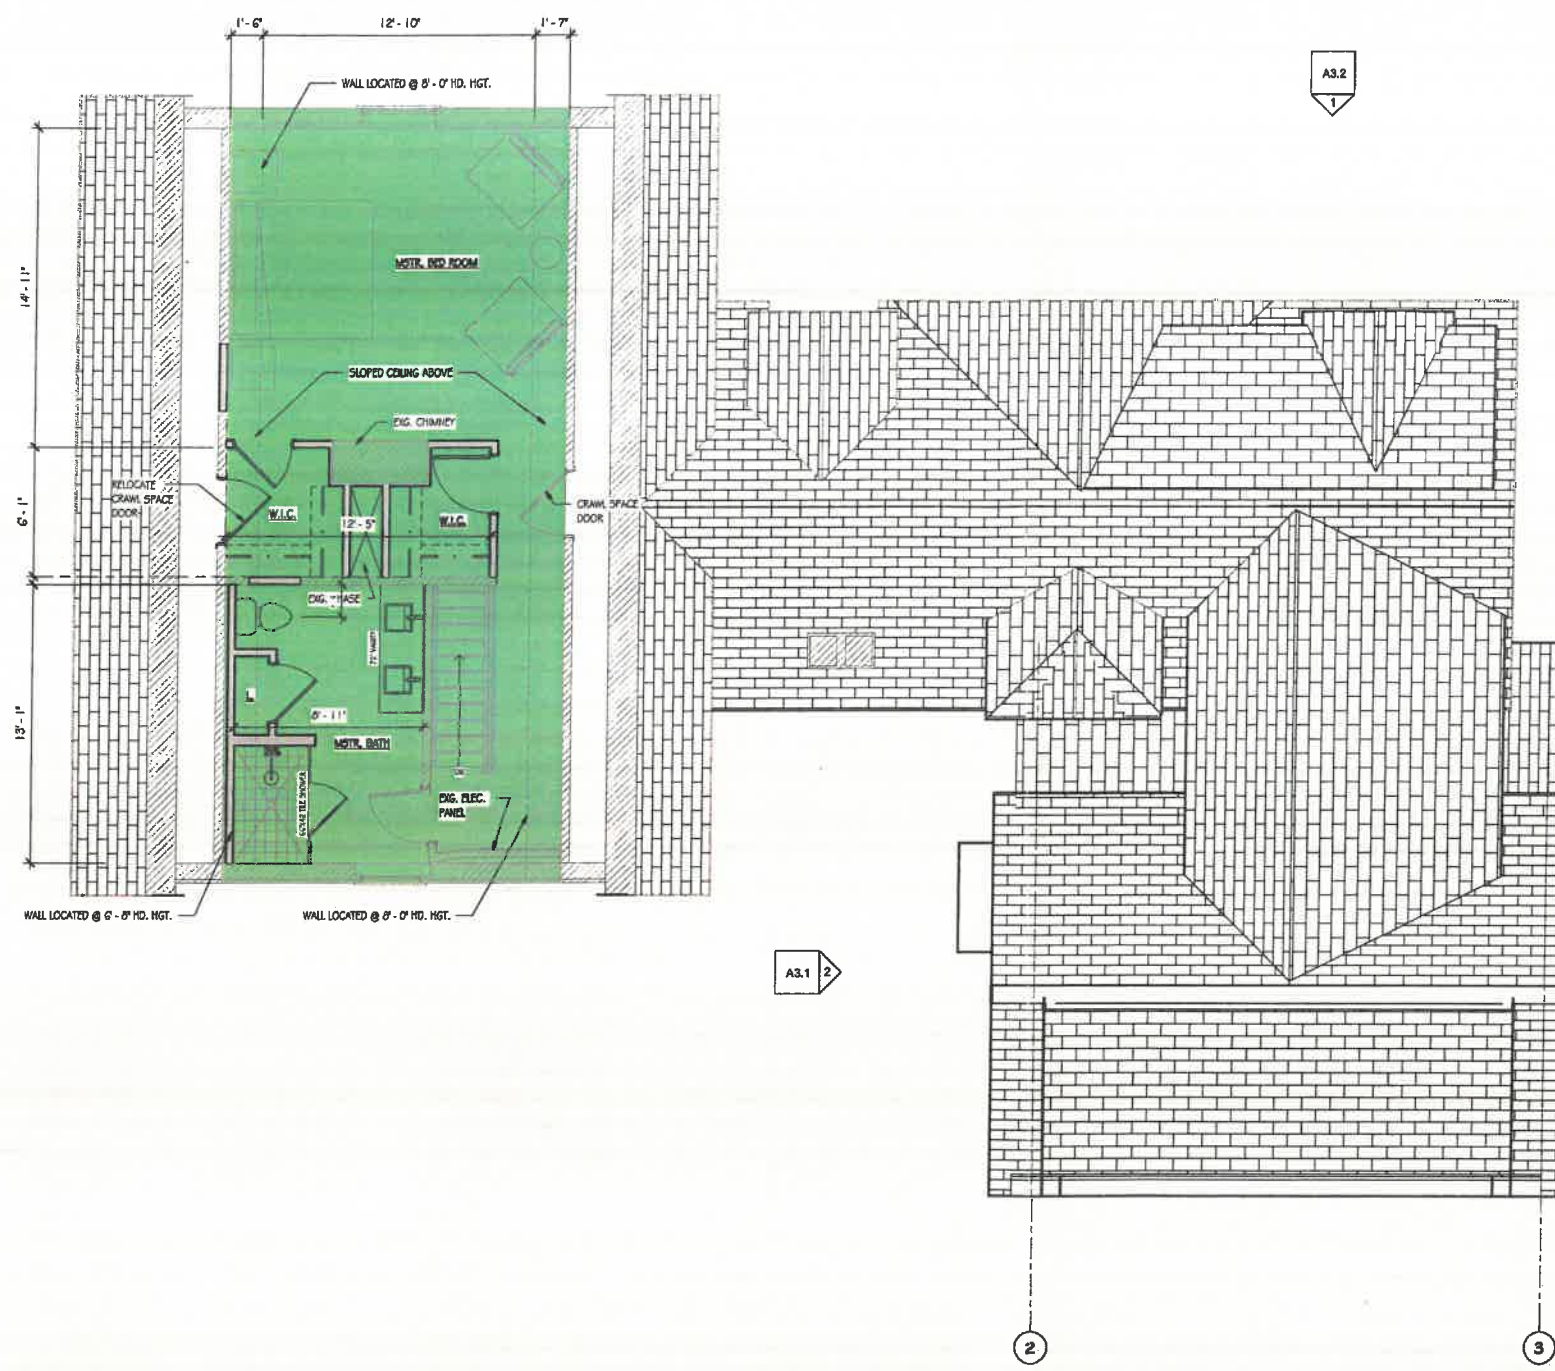 1'-6" 12'-10" 1'-7"
WALL LOCATED @ 8'-0" HD. HGT.
A3.2
1
14'-11"
MSTR. BED ROOM
SLOPED CEILING ABOVE
EXG. CHIMNEY
RELOCATE
CRAWL SPACE
DOOR
6'-1"
W.I.C.
12'-5"
W.I.C.
CRAWL SPACE
DOOR
EXG. CHASE
L.
8'-11"
MSTR. BATH
13'-1"
EXG. ELEC.
PANEL
WALL LOCATED @ 6'-8" HD. HGT.
WALL LOCATED @ 8'-0" HD. HGT.
A3.1 2
2
3